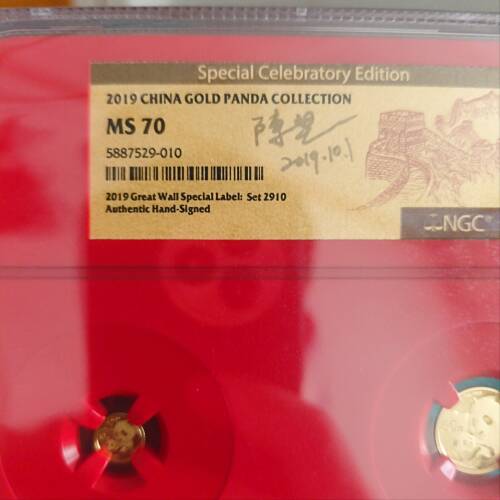 Special Celebratory Edition
2019 CHINA GOLD PANDA COLLECTION
MS 70
5887529-010
2019.10.1
2019 Great Wall Special Label: Set 2910
Authentic Hand-Signed
NGC